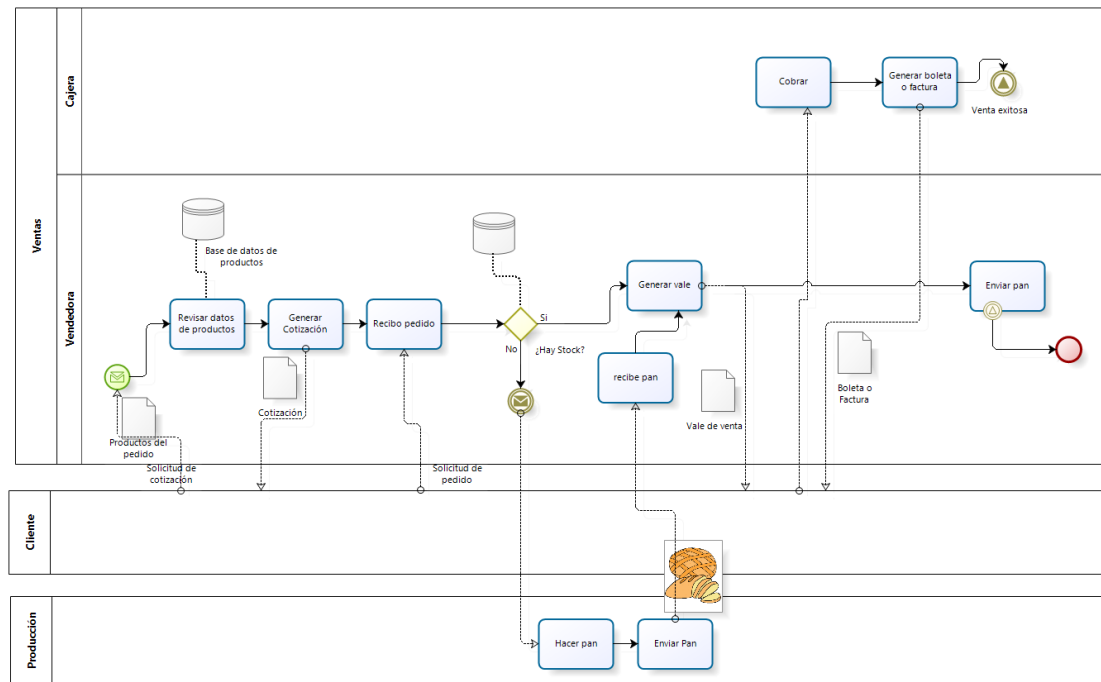 Ventas
Cajera
Cobrar
Generar boleta
o factura
Venta exitosa
Vendedora
Base de datos de
productos
Revisar datos
de productos
Generar
Cotización
Recibo pedido
Si
No
¿Hay Stock?
Generar vale
Enviar pan
recibe pan
Cotización
Productos del
pedido
Vale de venta
Boleta o
Factura
Solicitud de
cotización
Solicitud de
pedido
Cliente
Producción
Hacer pan
Enviar Pan